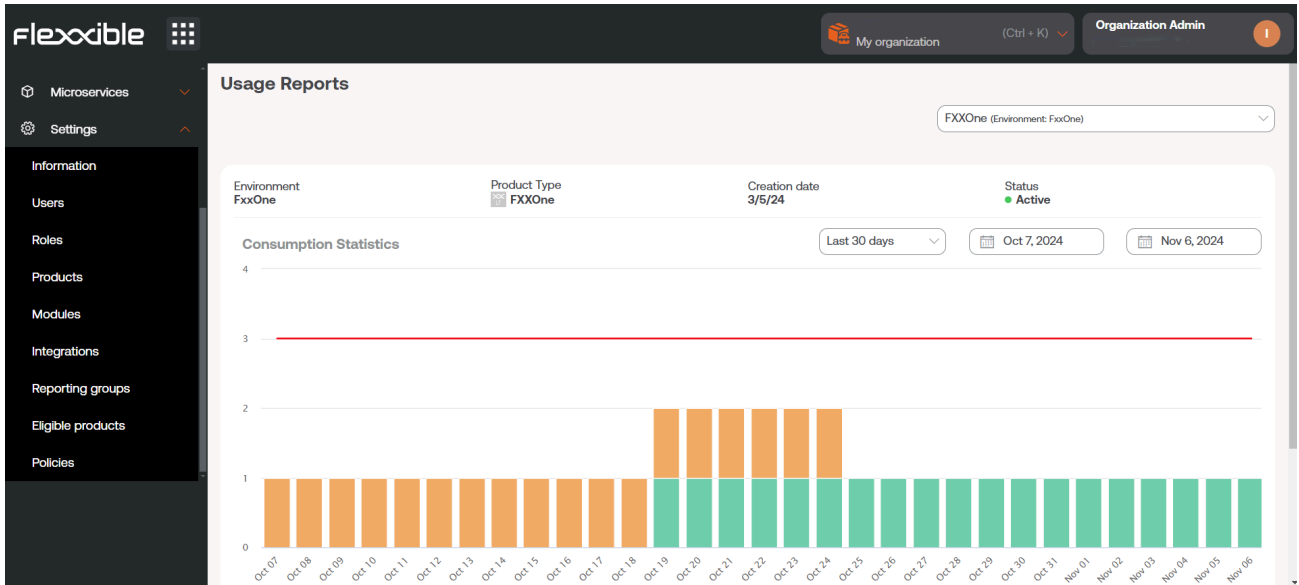 flexxible
My organization
(Ctrl + K)
Organization Admin
I
Microservices
Settings
Information
Users
Roles
Products
Modules
Integrations
Reporting groups
Eligible products
Policies
Usage Reports
FXXOne (Environment: FxxOne)
Environment
FxxOne
Product Type
FXXOne
Creation date
3/5/24
Status
Active
Consumption Statistics
Last 30 days
Oct 7, 2024
Nov 6, 2024
4
3
2
1
0
Oct 07 Oct 08 Oct 09 Oct 10 Oct 11 Oct 12 Oct 13 Oct 14 Oct 15 Oct 16 Oct 17 Oct 18 Oct 19 Oct 20 Oct 21 Oct 22 Oct 23 Oct 24 Oct 25 Oct 26 Oct 27 Oct 28 Oct 29 Oct 30 Oct 31 Nov 01 Nov 02 Nov 03 Nov 04 Nov 05 Nov 06